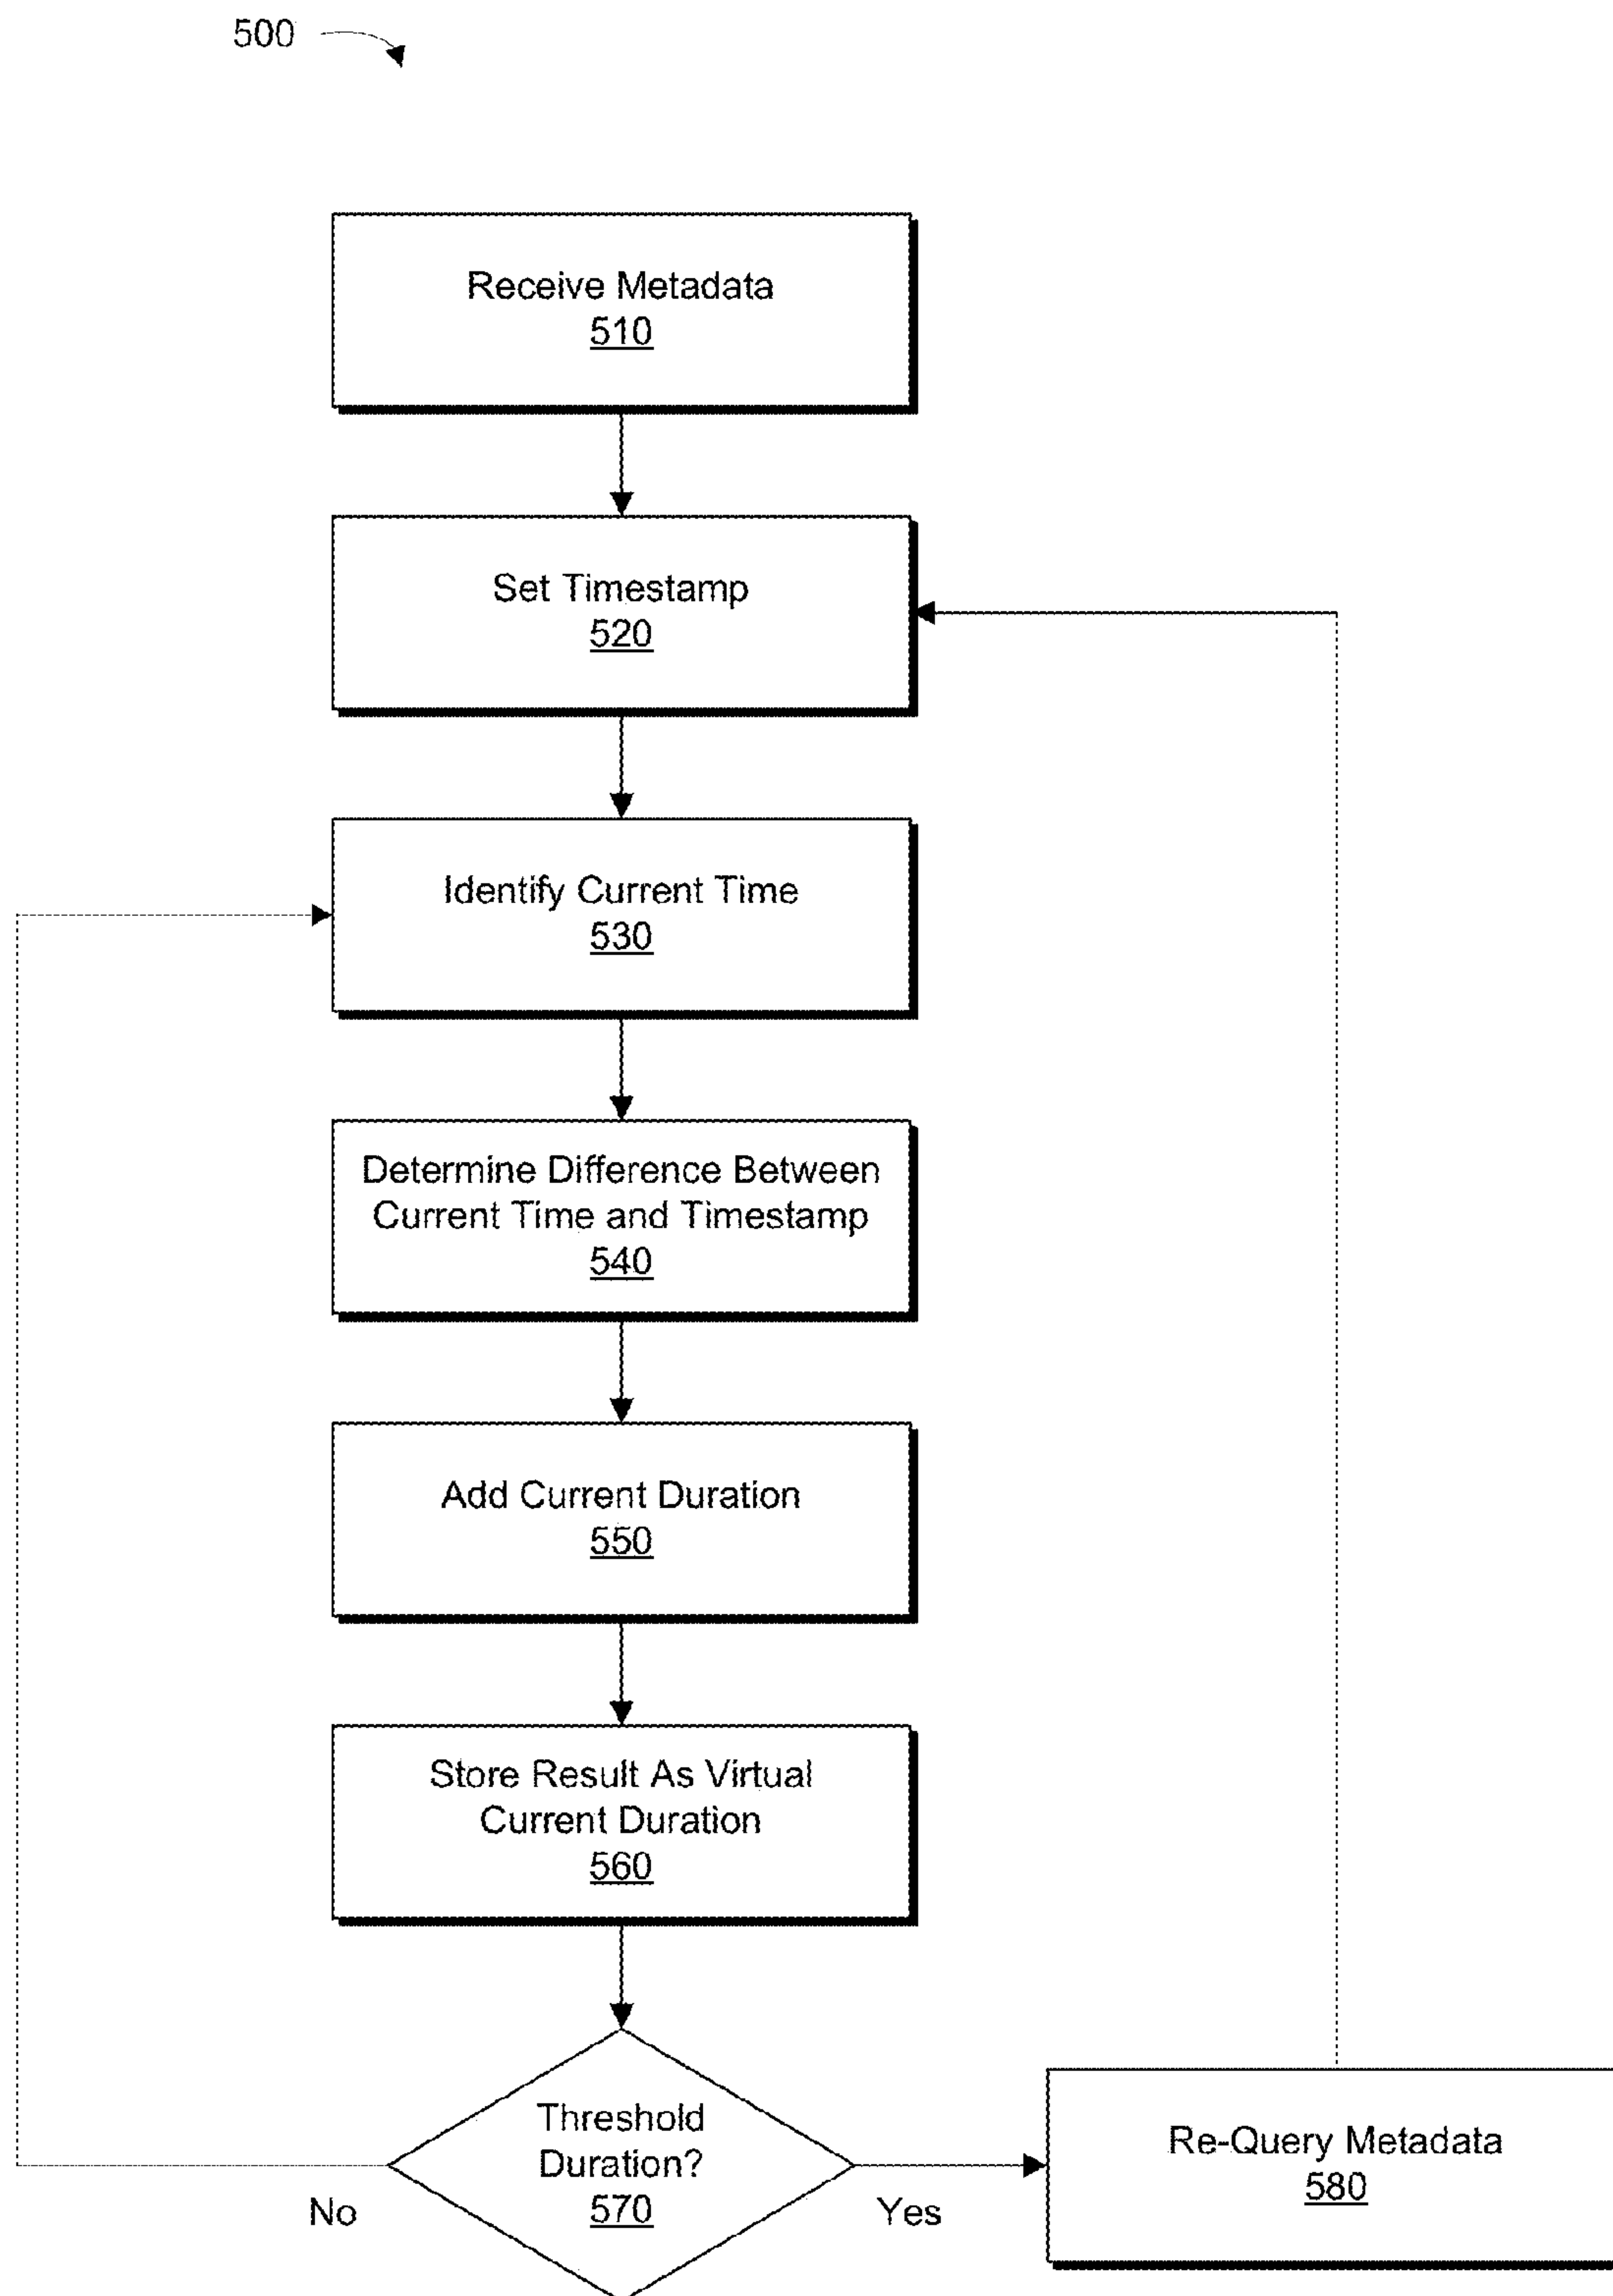 500
Receive Metadata
510
Set Timestamp
520
Identify Current Time
530
Determine Difference Between
Current Time and Timestamp
540
Add Current Duration
550
Store Result As Virtual
Current Duration
560
Threshold
Duration?
570
No
Yes
Re-Query Metadata
580